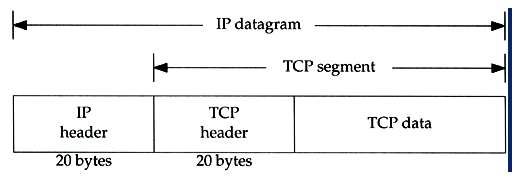 IP datagram
TCP segment
IP
header
TCP
header
TCP data
20 bytes
20 bytes